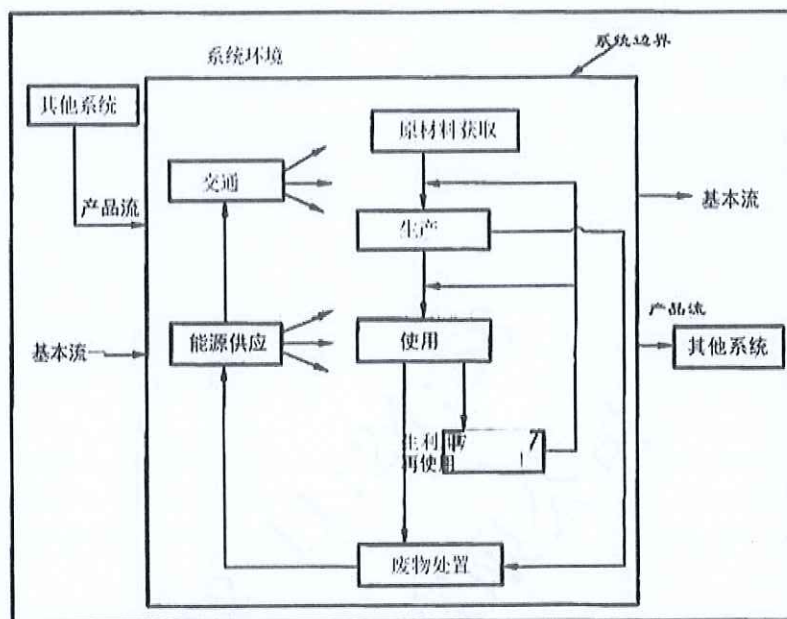 系统环境
系统边界
其他系统
原材料获取
交通
产品流
基本流
生产
产品流
能源供应
使用
基本流
其他系统
再使用
废物处置